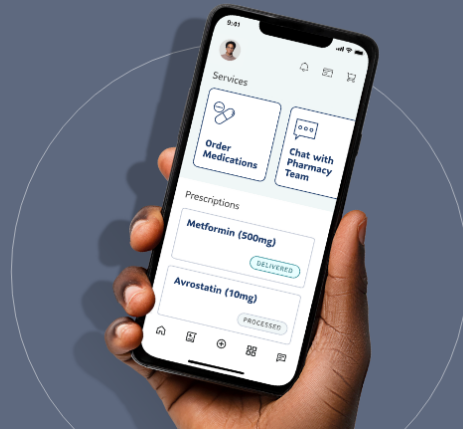 9:41
Services
Order
Medications
Chat with
Pharmacy
Team
Prescriptions
Metformin (500mg)
DELIVERED
Avrostatin (10mg)
PROCESSED